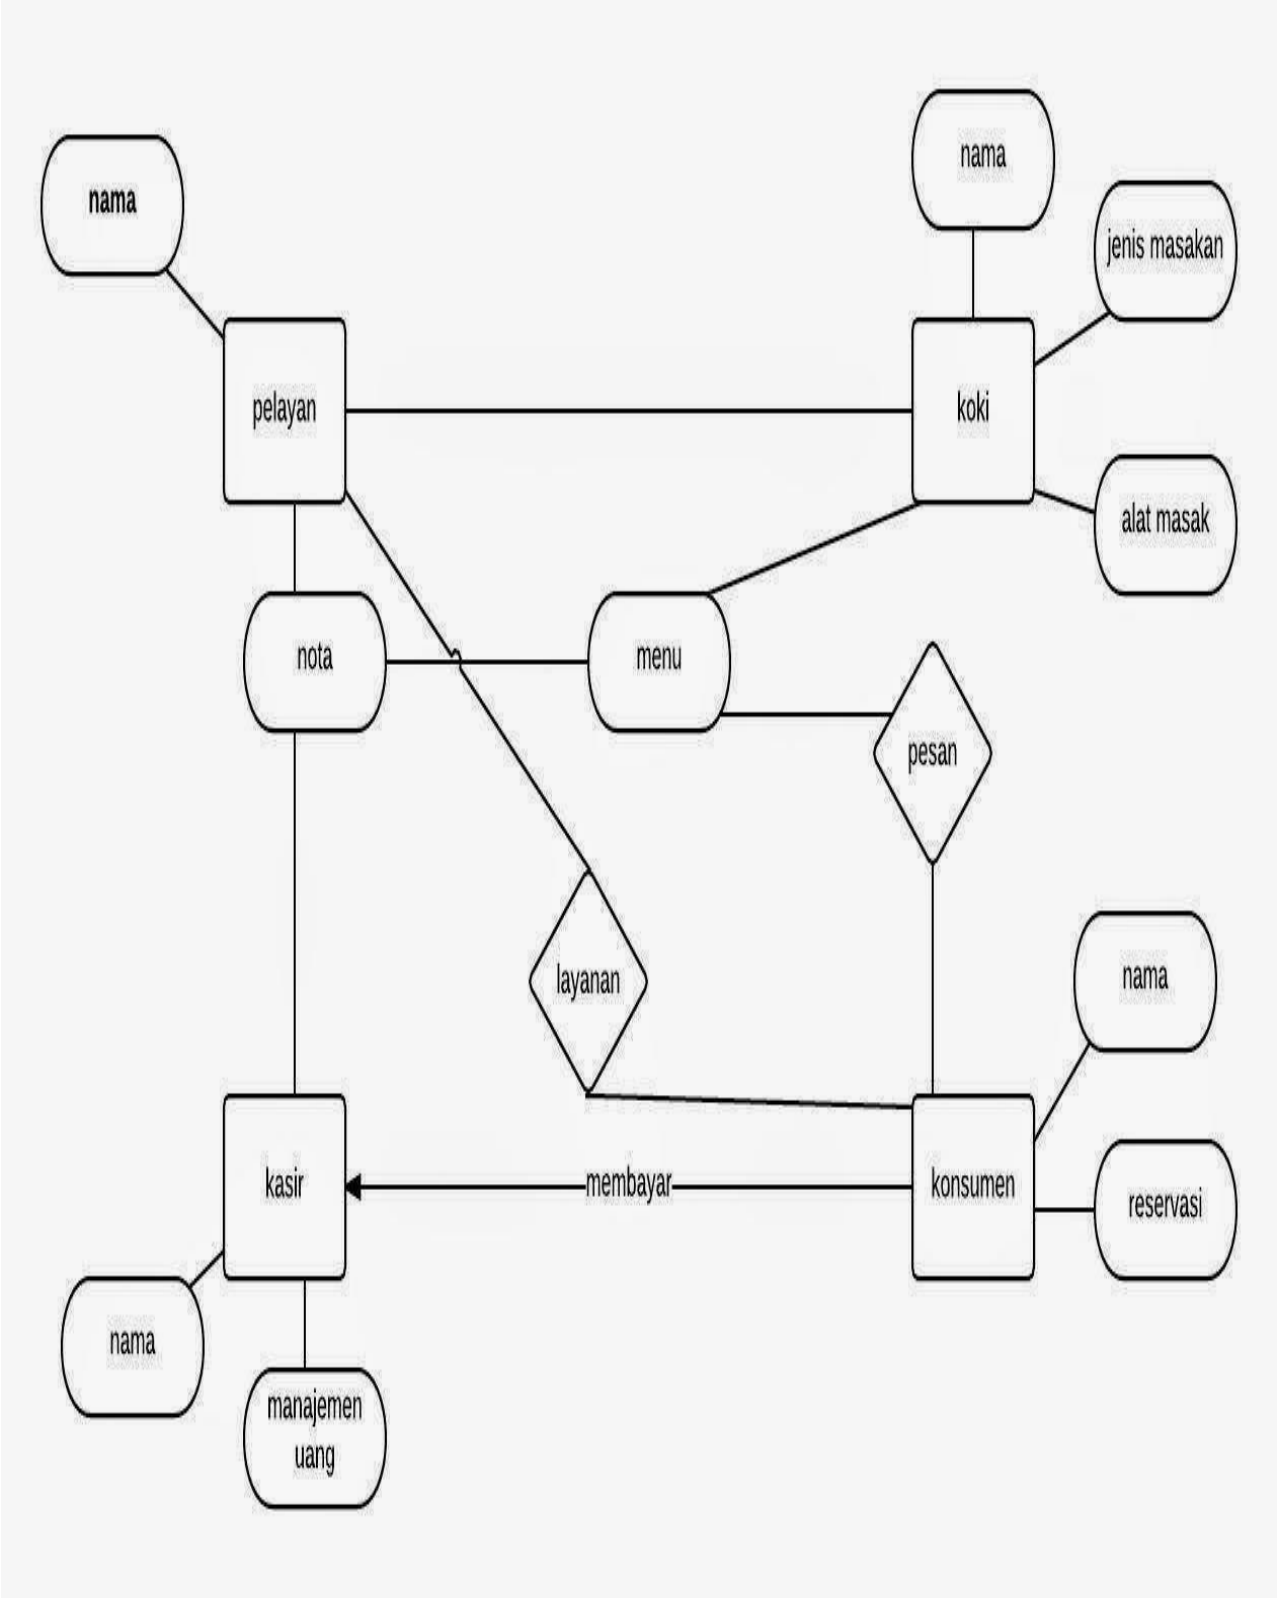 nama
nama
jenis masakan
pelayan
koki
alat masak
nota
menu
pesan
layanan
nama
kasir
membayar
konsumen
reservasi
nama
manajemen
uang